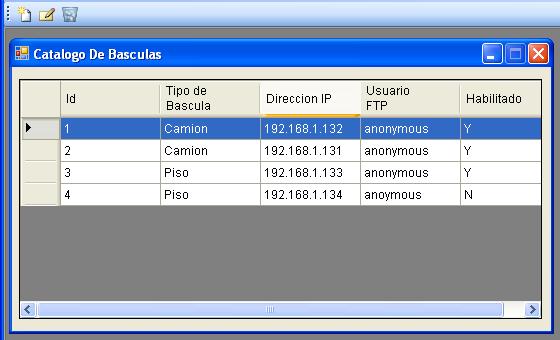 Catalogo De Basculas
Id Tipo de Bascula Direccion IP Usuario FTP Habilitado
1 Camion 192.168.1.132 anonymous Y
2 Camion 192.168.1.131 anonymous Y
3 Piso 192.168.1.133 anonymous Y
4 Piso 192.168.1.134 anoymous N